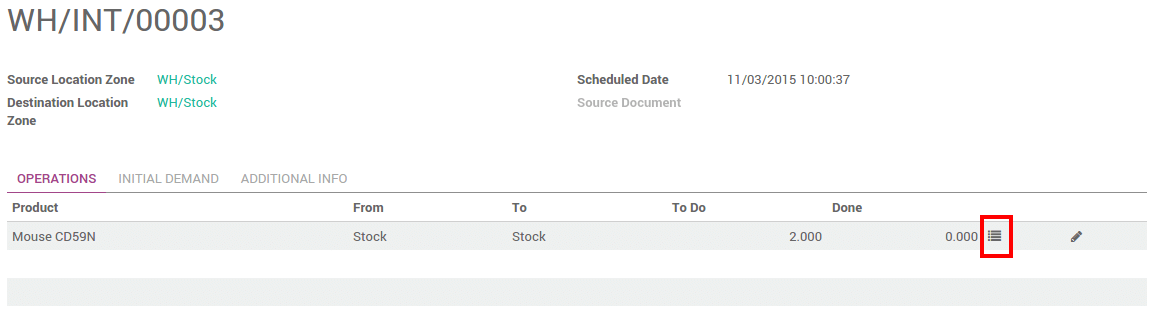 WH/INT/00003
Source Location Zone WH/Stock Scheduled Date 11/03/2015 10:00:37
Destination Location Zone WH/Stock Source Document
OPERATIONS INITIAL DEMAND ADDITIONAL INFO
Product From To To Do Done
Mouse CD59N Stock Stock 2.000 0.000